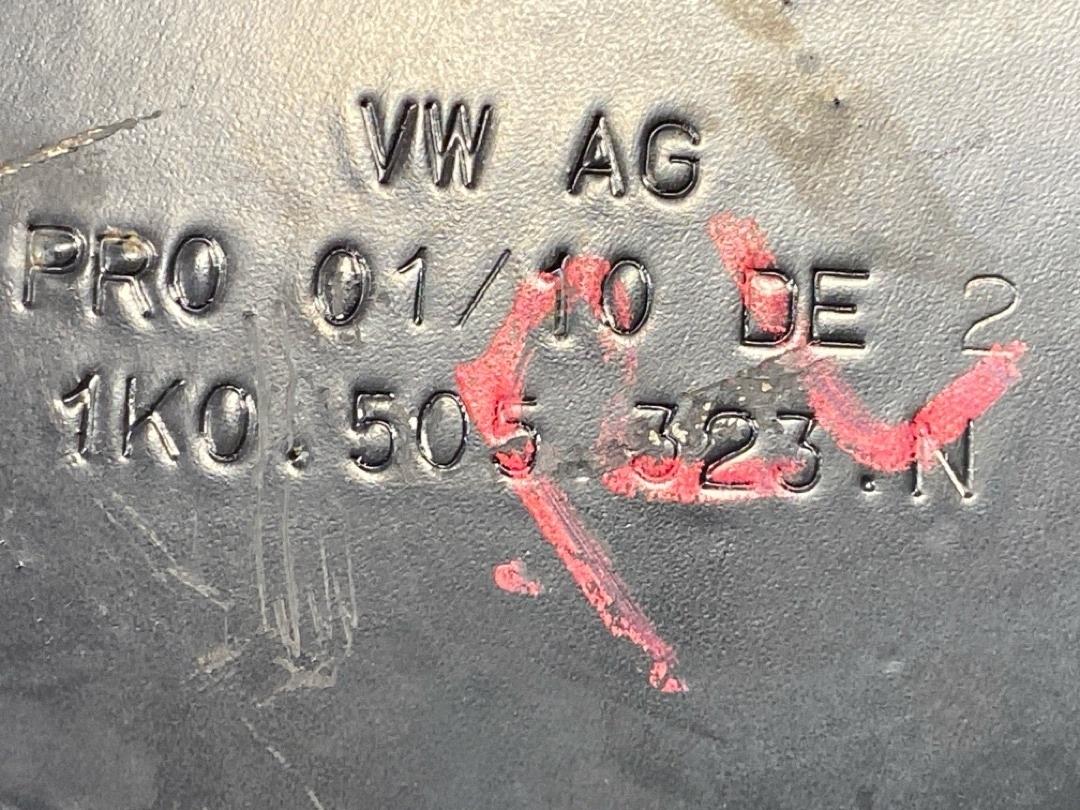 VW AG
PRO 01/10 DE 2
1K0.505.323.N